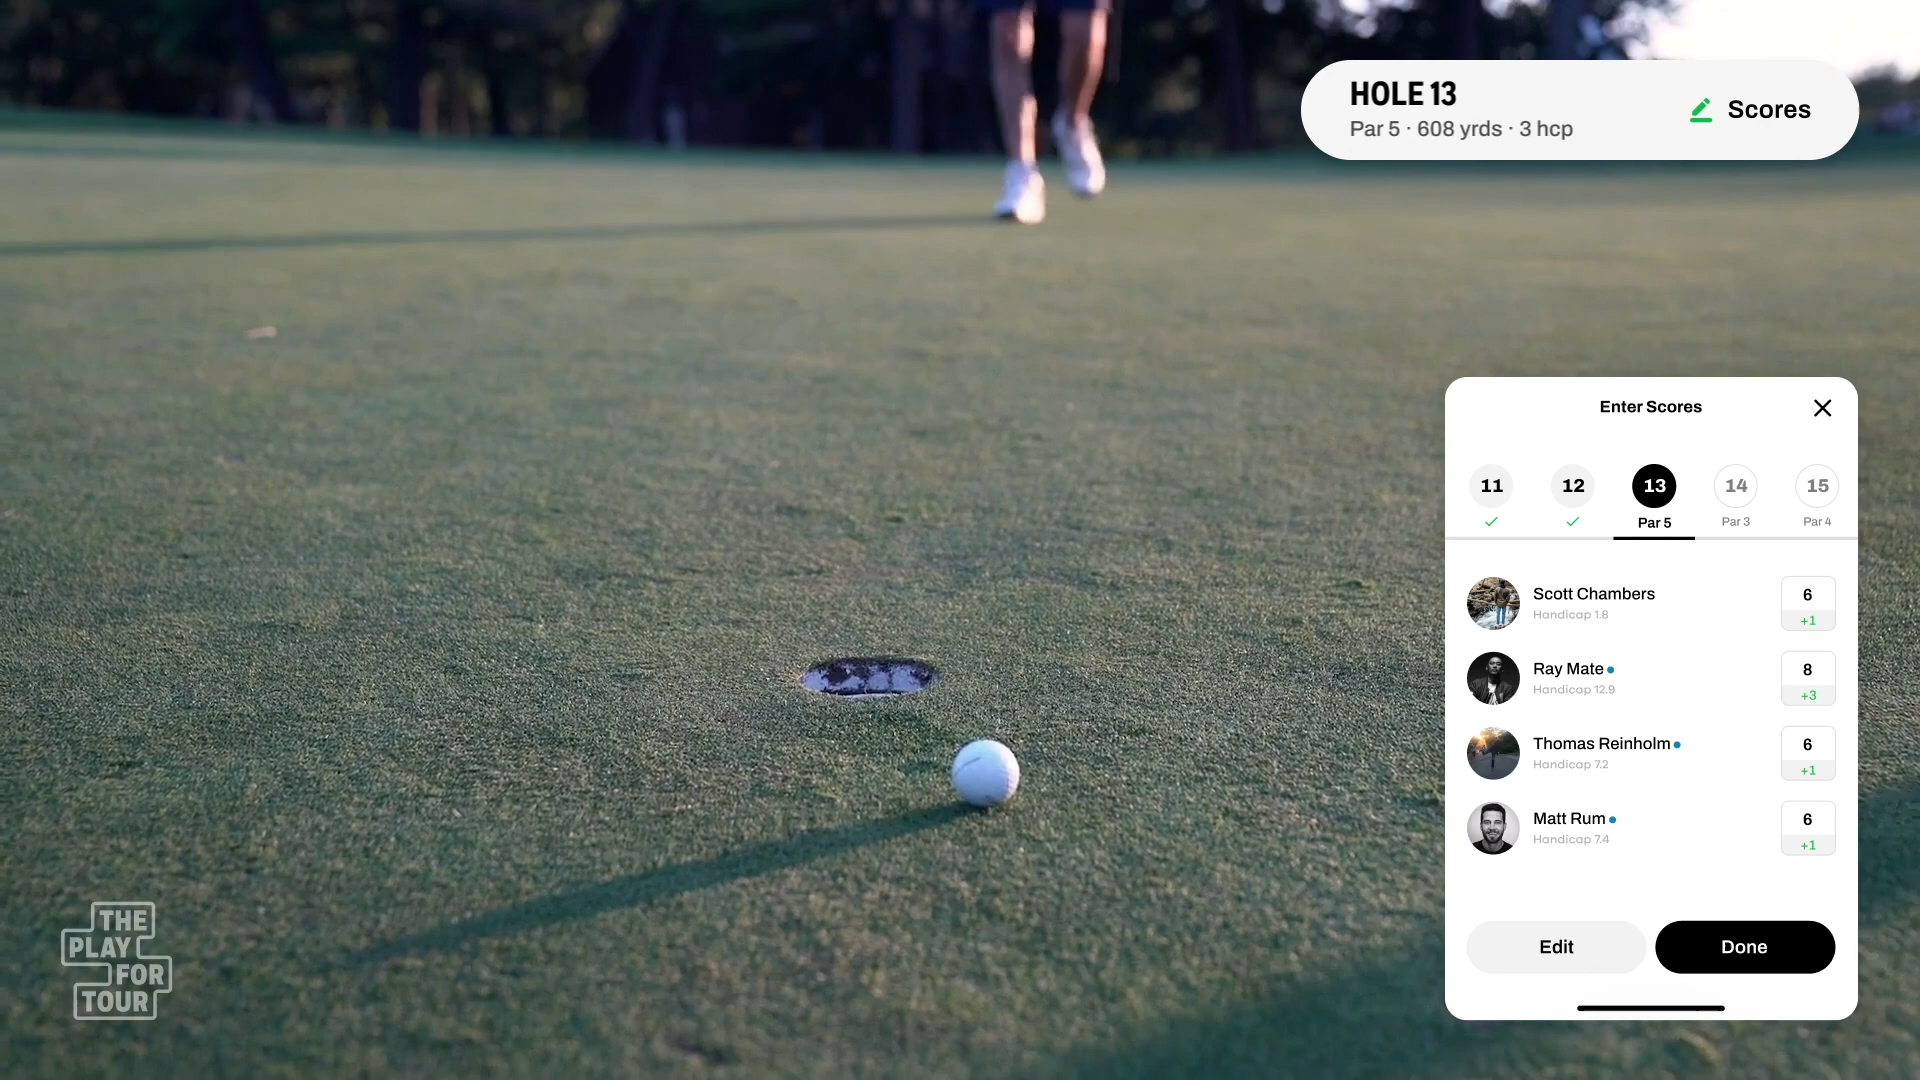 HOLE 13
Par 5 · 608 yrds · 3 hcp
Scores
Enter Scores
11
12
13
14
15
Par 5
Par 3
Par 4
Scott Chambers
Handicap 1.8
6
+1
Ray Mate
Handicap 12.9
8
+3
Thomas Reinholm
Handicap 7.2
6
+1
Matt Rum
Handicap 7.4
6
+1
Edit
Done
THE
PLAY
FOR
TOUR